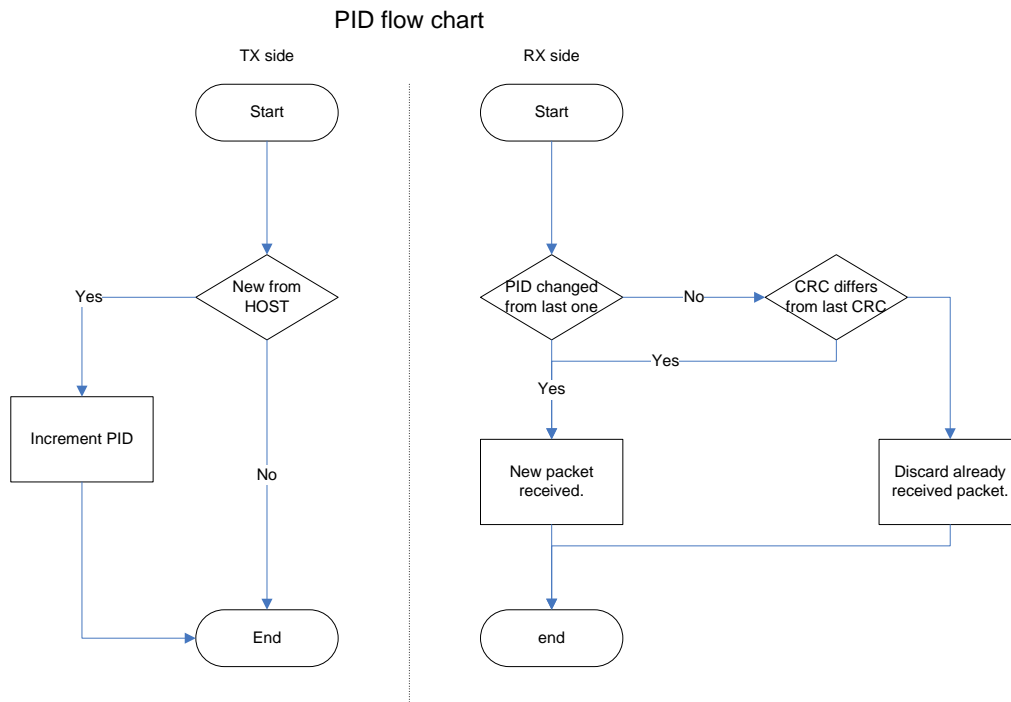 PID flow chart
TX side
RX side
Start
Start
New from
HOST
Yes
PID changed
from last one
No
CRC differs
from last CRC
Yes
Yes
Increment PID
No
New packet
received.
Discard already
received packet.
End
end